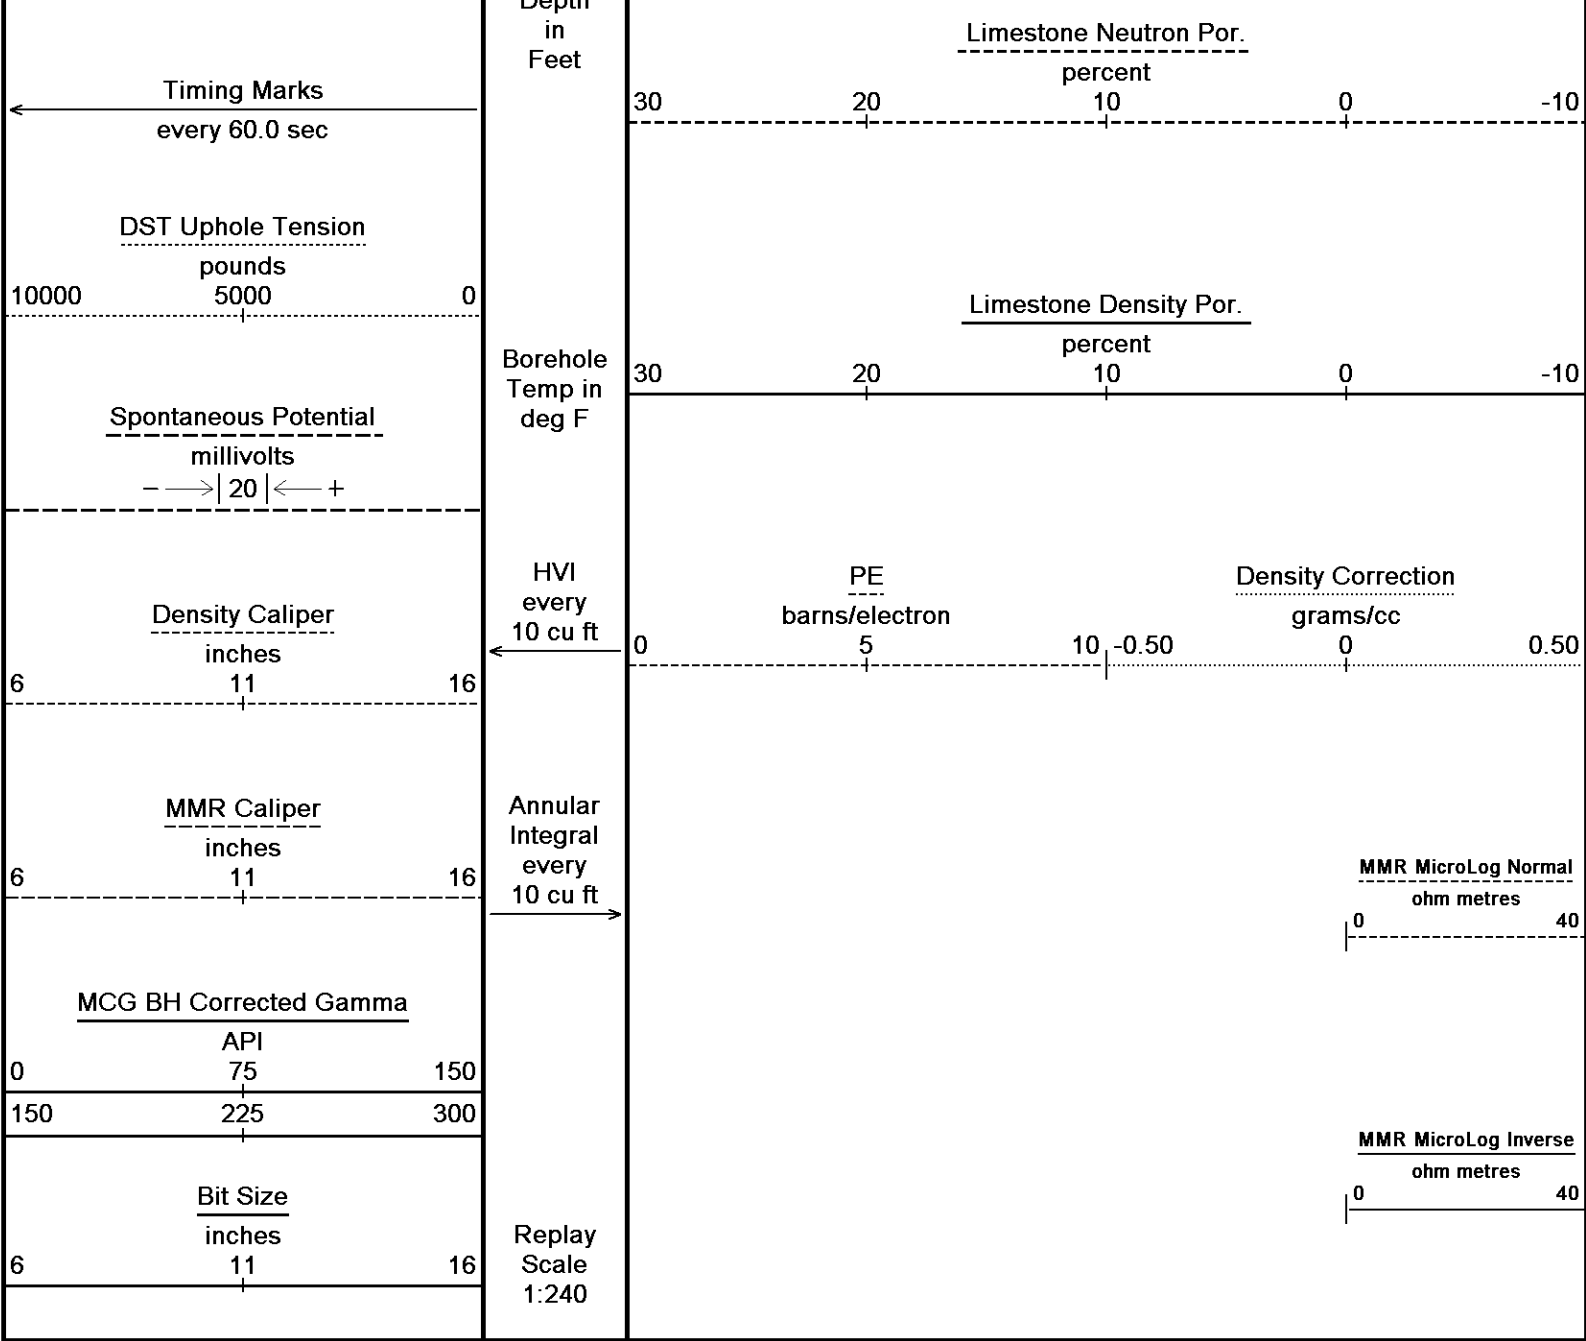 Timing Marks
every 60.0 sec
DST Uphole Tension
pounds
10000 5000 0
Spontaneous Potential
millivolts
− 20 +
Density Caliper
inches
6 11 16
MMR Caliper
inches
6 11 16
MCG BH Corrected Gamma
API
0 75 150
150 225 300
Bit Size
inches
6 11 16
Depth
in
Feet
Borehole
Temp in
deg F
HVI
every
10 cu ft
Annular
Integral
every
10 cu ft
Replay
Scale
1:240
Limestone Neutron Por.
percent
30 20 10 0 -10
Limestone Density Por.
percent
30 20 10 0 -10
PE
barns/electron
0 5 10
Density Correction
grams/cc
-0.50 0 0.50
MMR MicroLog Normal
ohm metres
0 40
MMR MicroLog Inverse
ohm metres
0 40